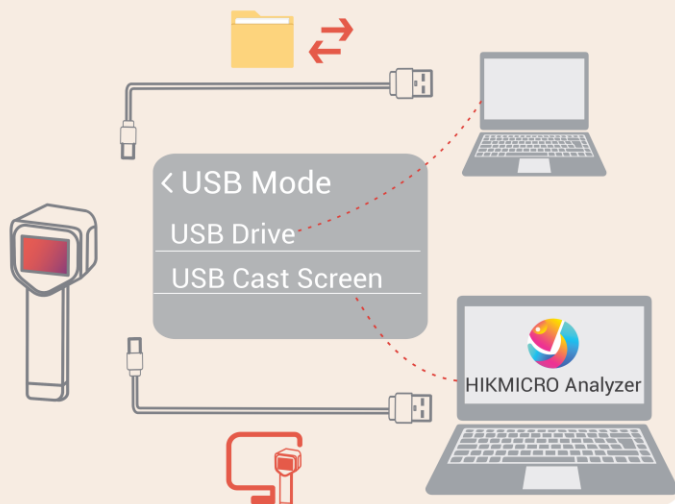 < USB Mode
USB Drive
USB Cast Screen
HIKMICRO Analyzer